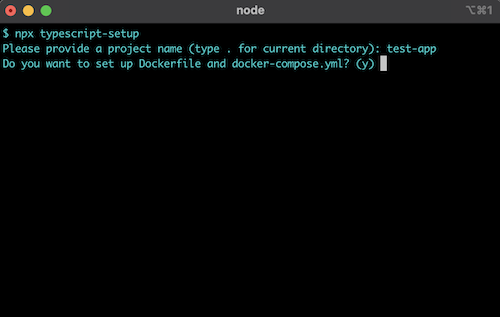 node
⌥⌘1
$ npx typescript-setup
Please provide a project name (type . for current directory): test-app
Do you want to set up Dockerfile and docker-compose.yml? (y)